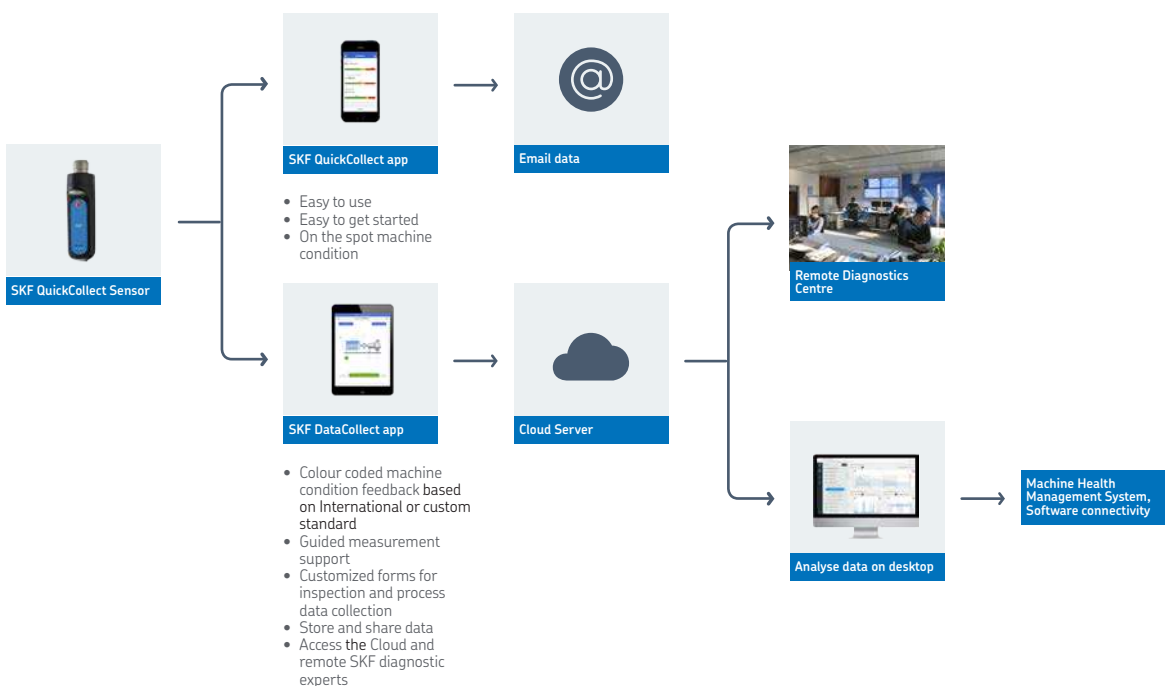 SKF QuickCollect Sensor
SKF QuickCollect app
• Easy to use
• Easy to get started
• On the spot machine
condition
@
Email data
SKF DataCollect app
• Colour coded machine
condition feedback based
on International or custom
standard
• Guided measurement
support
• Customized forms for
inspection and process
data collection
• Store and share data
• Access the Cloud and
remote SKF diagnostic
experts
Cloud Server
Remote Diagnostics
Centre
Analyse data on desktop
Machine Health
Management System,
Software connectivity